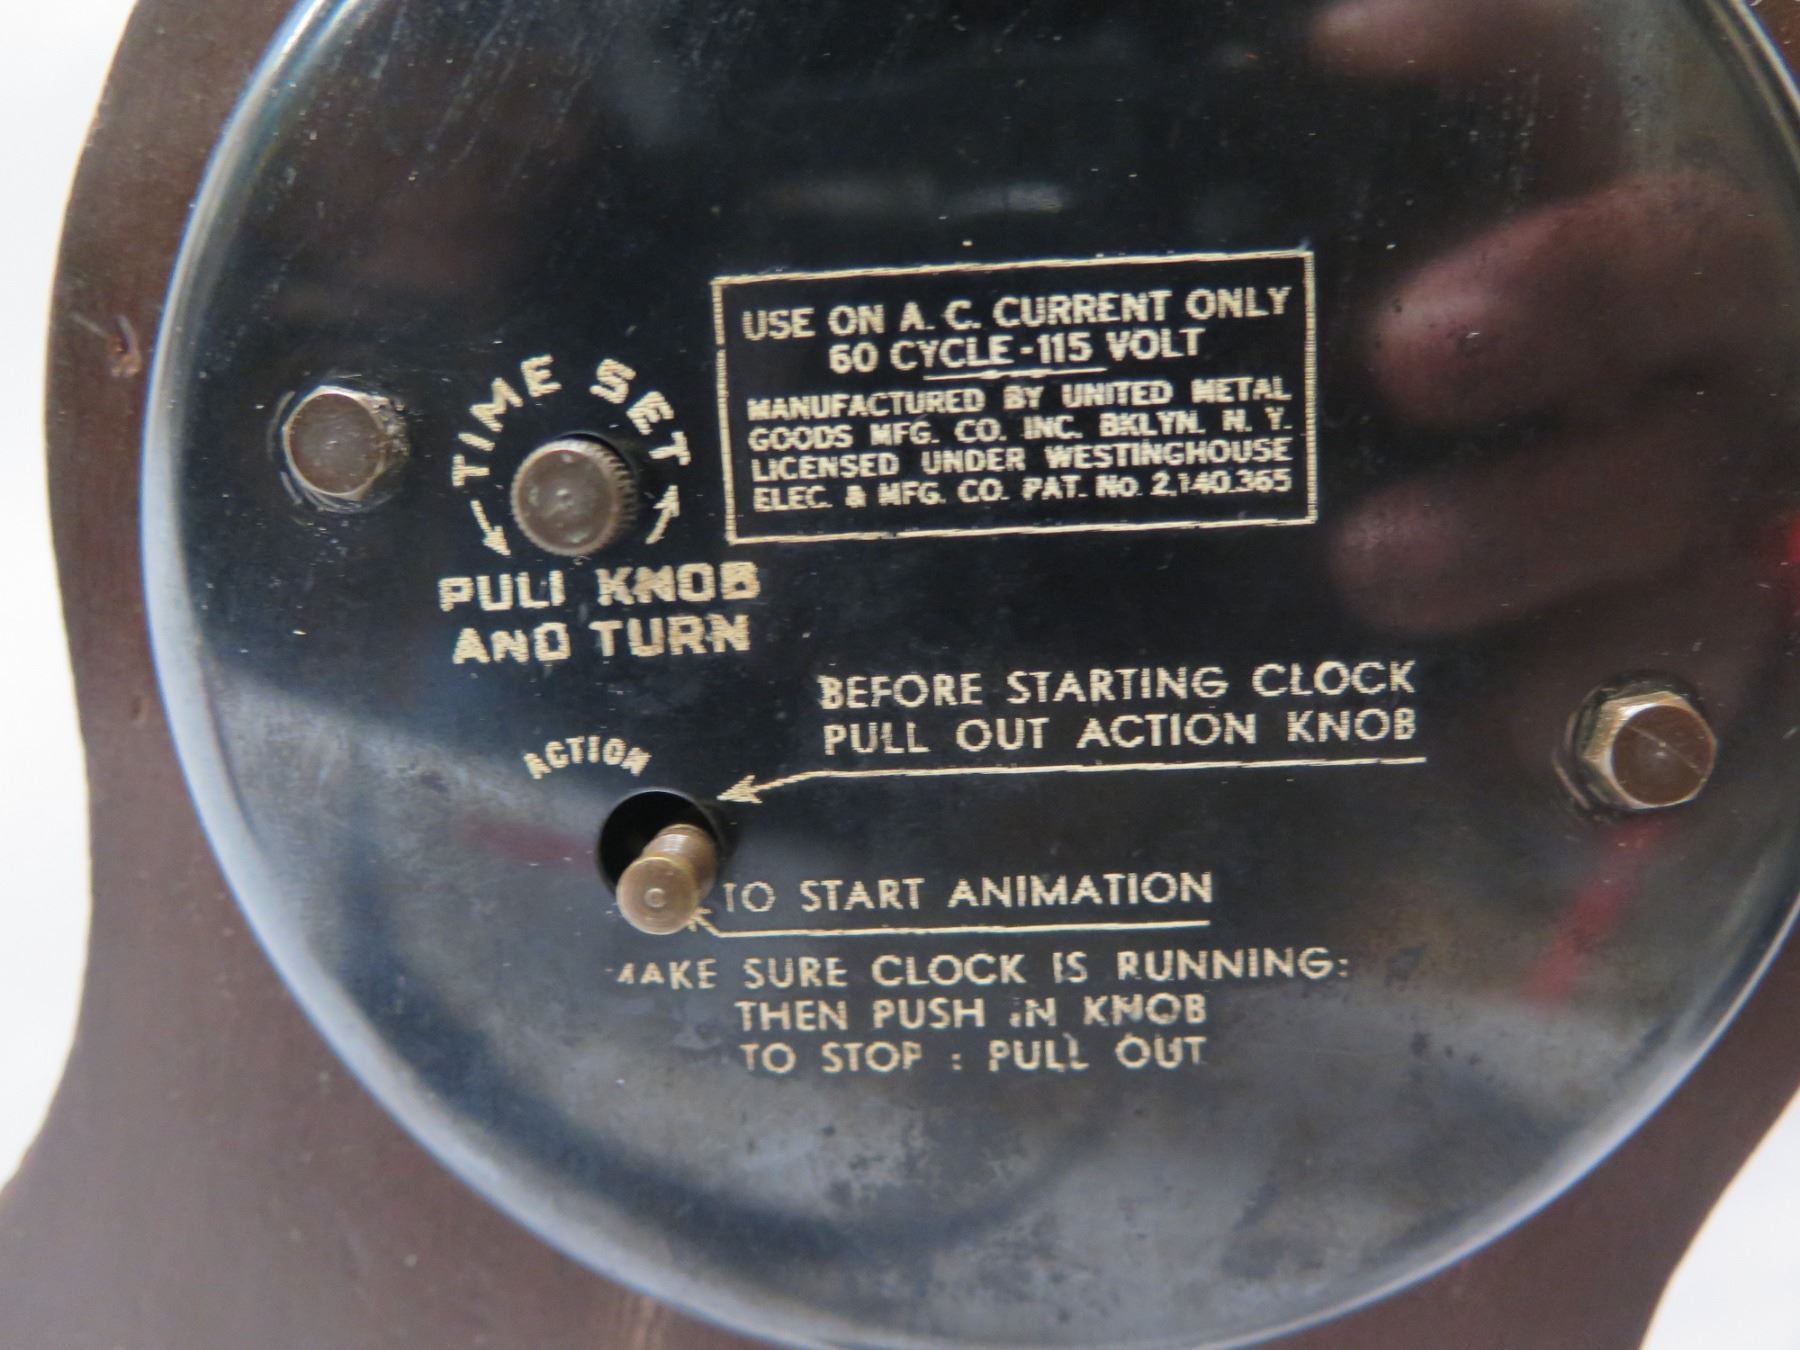 USE ON A. C. CURRENT ONLY
60 CYCLE - 115 VOLT
MANUFACTURED BY UNITED METAL
GOODS MFG. CO. INC. BKLYN. N. Y.
LICENSED UNDER WESTINGHOUSE
ELEC. & MFG. CO. PAT. No. 2,140.365
TIME SET
PULL KNOB
AND TURN
BEFORE STARTING CLOCK
PULL OUT ACTION KNOB
ACTION
TO START ANIMATION
MAKE SURE CLOCK IS RUNNING:
THEN PUSH IN KNOB
TO STOP : PULL OUT